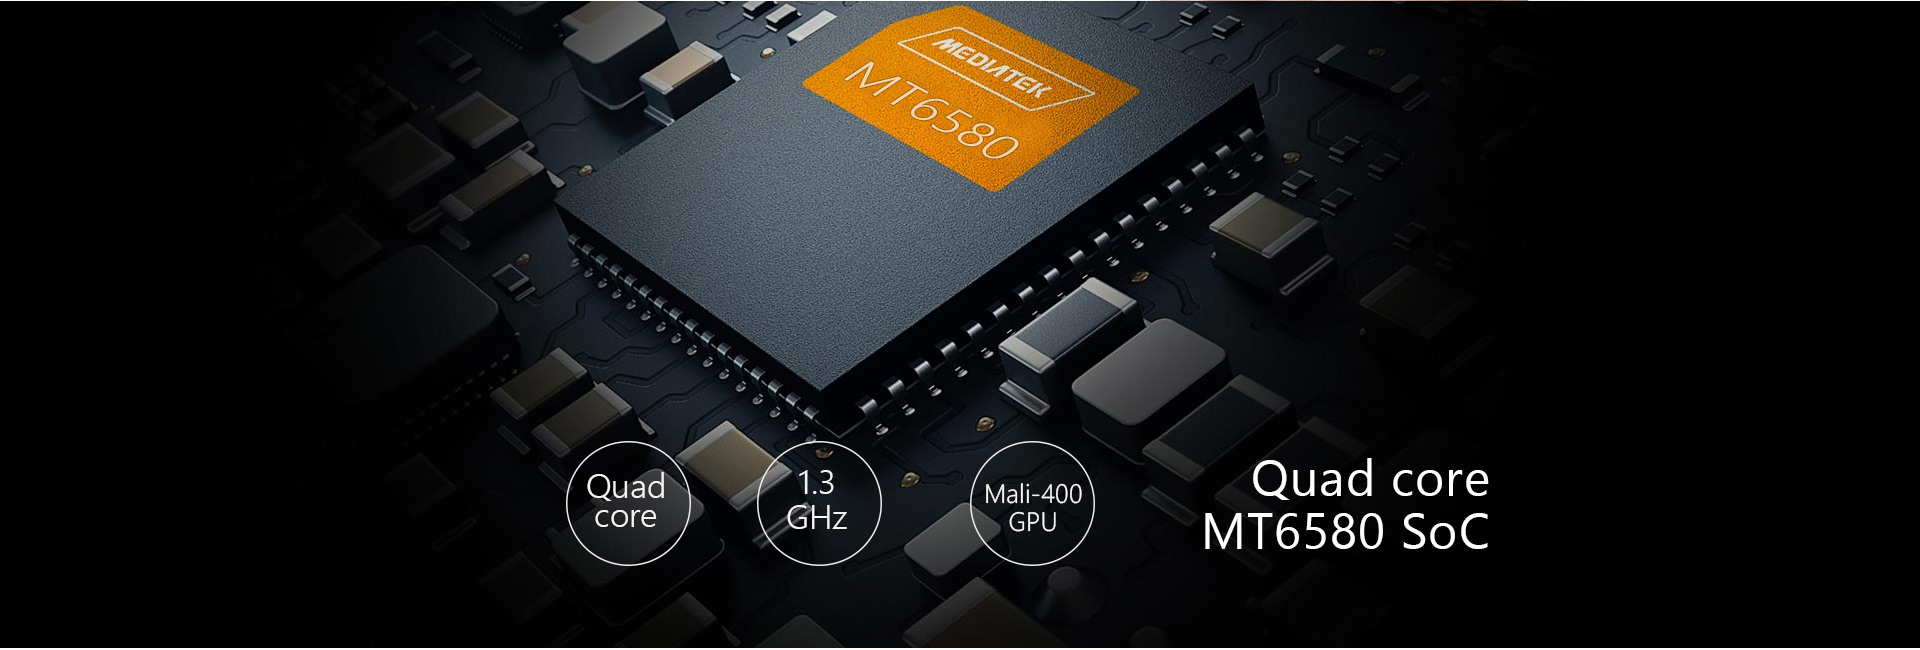 MEDIATEK
MT6580
Quad
core
1.3
GHz
Mali-400
GPU
Quad core
MT6580 SoC